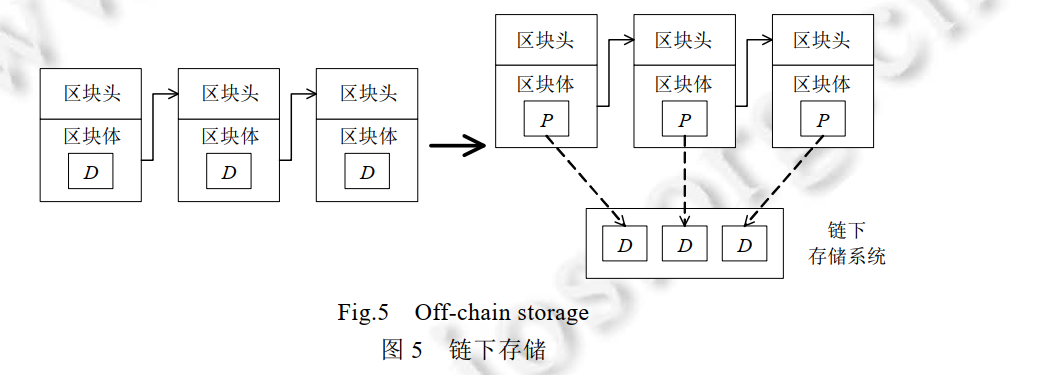 区块头 区块头 区块头
区块体 区块体 区块体
D D D
区块头 区块头 区块头
区块体 区块体 区块体
P P P
D D D
链下
存储系统
Fig.5 Off-chain storage
图 5 链下存储